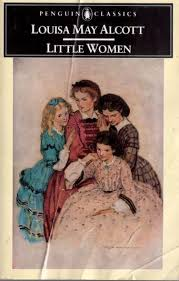 PENGUIN CLASSICS
LOUISA MAY ALCOTT
LITTLE WOMEN